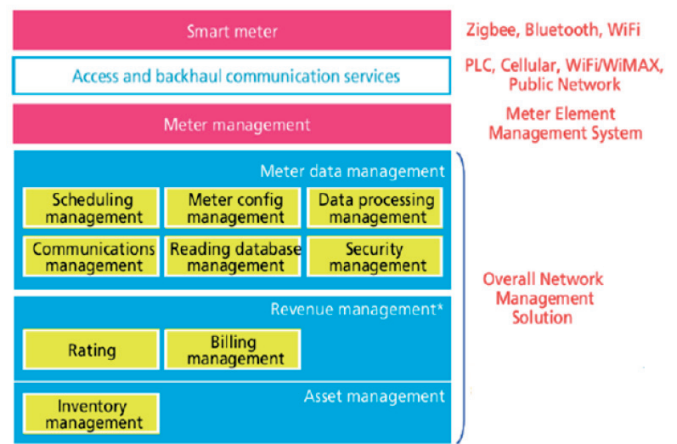 Smart meter
Zigbee, Bluetooth, WiFi
Access and backhaul communication services
PLC, Cellular, WiFi/WiMAX,
Public Network
Meter management
Meter Element
Management System
Meter data management
Scheduling
management
Meter config
management
Data processing
management
Communications
management
Reading database
management
Security
management
Overall Network
Management
Solution
Revenue management*
Rating
Billing
management
Asset management
Inventory
management